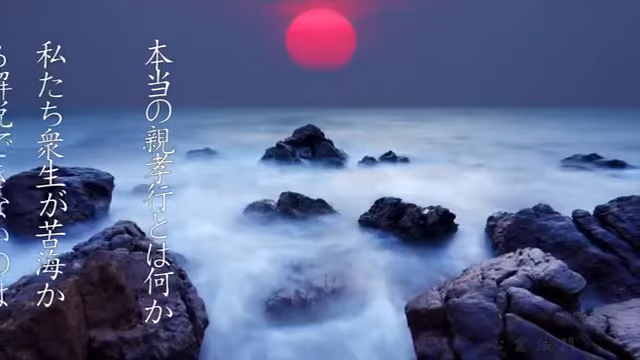 本当の親孝行とは何か
私たち衆生が苦海か
ら解脱できないのは